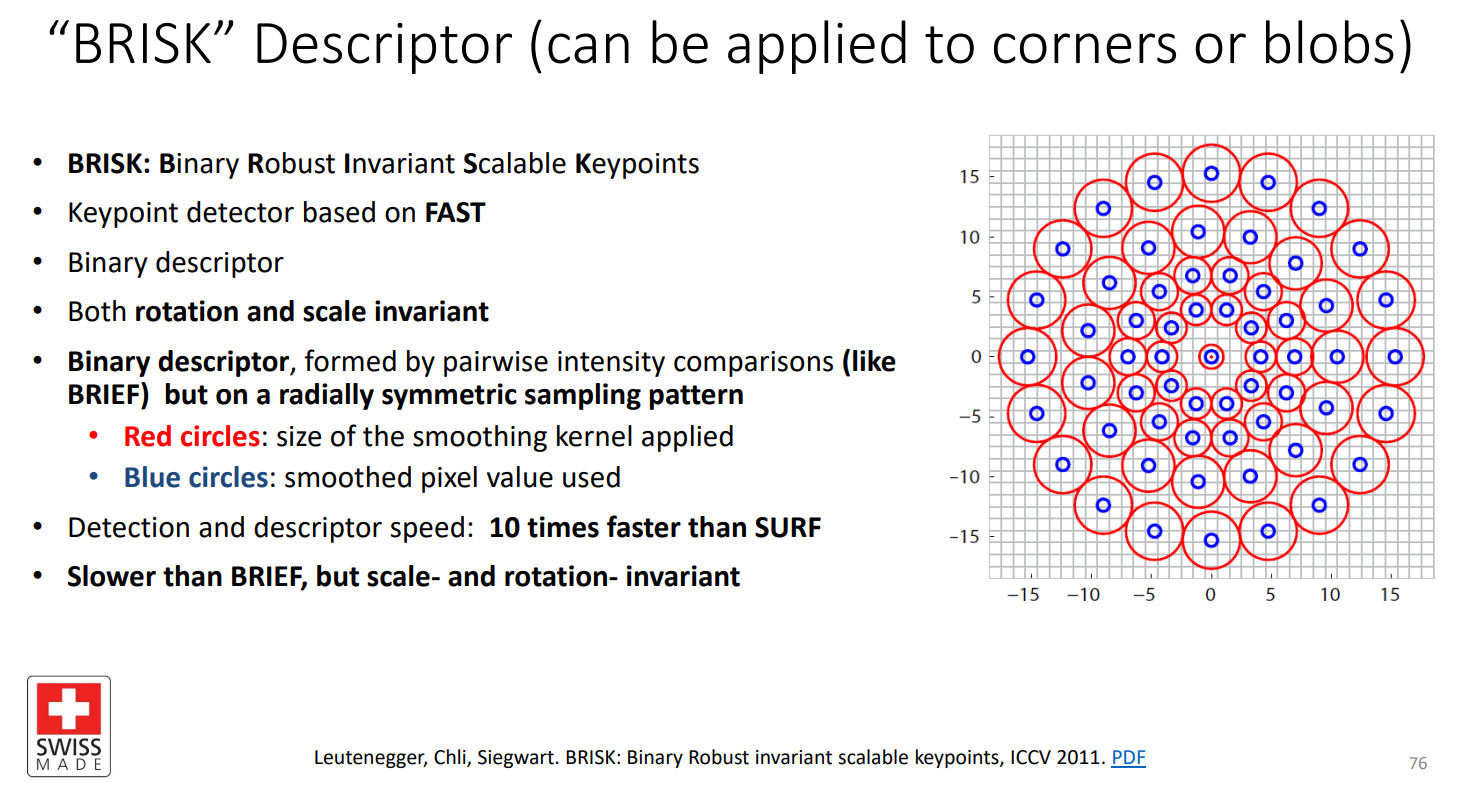 “BRISK” Descriptor (can be applied to corners or blobs)
• BRISK: Binary Robust Invariant Scalable Keypoints
• Keypoint detector based on FAST
• Binary descriptor
• Both rotation and scale invariant
• Binary descriptor, formed by pairwise intensity comparisons (like
BRIEF) but on a radially symmetric sampling pattern
• Red circles: size of the smoothing kernel applied
• Blue circles: smoothed pixel value used
• Detection and descriptor speed: 10 times faster than SURF
• Slower than BRIEF, but scale- and rotation- invariant
15
10
5
0
−5
−10
−15
−15 −10 −5 0 5 10 15
SWISS
MADE
Leutenegger, Chli, Siegwart. BRISK: Binary Robust invariant scalable keypoints, ICCV 2011. PDF
76